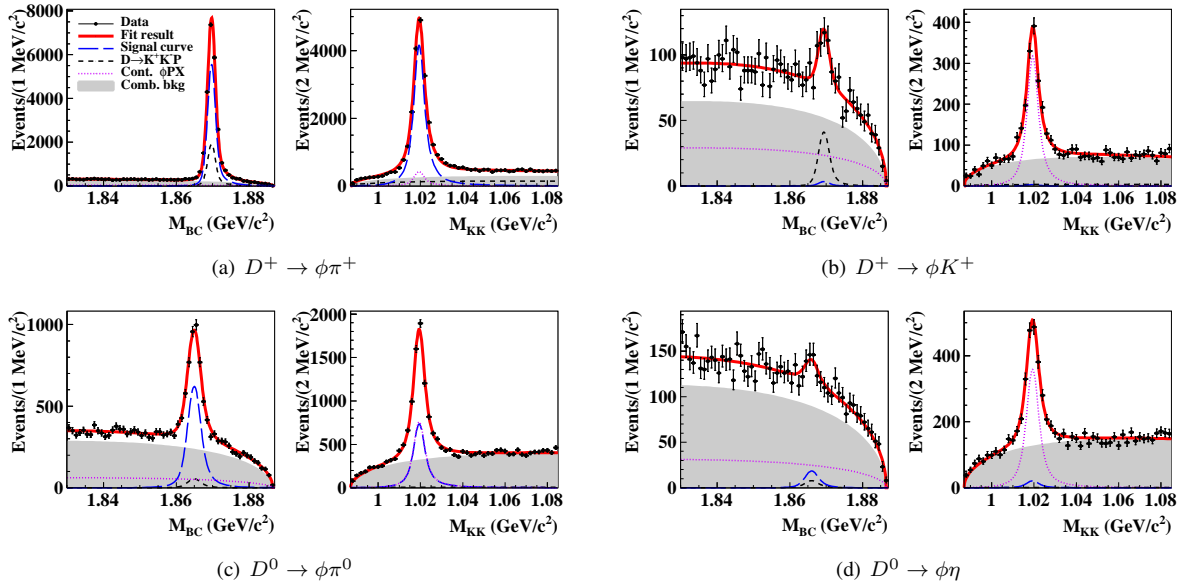 Events/(1 MeV/c²)
8000
6000
4000
2000
0
Data
Fit result
Signal curve
D→K⁺K⁻P
Cont. ϕPX
Comb. bkg
1.84 1.86 1.88
M_BC (GeV/c²)
Events/(2 MeV/c²)
4000
2000
0
1 1.02 1.04 1.06 1.08
M_KK (GeV/c²)
(a) D⁺ → ϕπ⁺
Events/(1 MeV/c²)
100
50
0
1.84 1.86 1.88
M_BC (GeV/c²)
Events/(2 MeV/c²)
400
300
200
100
0
1 1.02 1.04 1.06 1.08
M_KK (GeV/c²)
(b) D⁺ → ϕK⁺
Events/(1 MeV/c²)
1000
500
0
1.84 1.86 1.88
M_BC (GeV/c²)
Events/(2 MeV/c²)
2000
1500
1000
500
0
1 1.02 1.04 1.06 1.08
M_KK (GeV/c²)
(c) D⁰ → ϕπ⁰
Events/(1 MeV/c²)
150
100
50
0
1.84 1.86 1.88
M_BC (GeV/c²)
Events/(2 MeV/c²)
400
200
0
1 1.02 1.04 1.06 1.08
M_KK (GeV/c²)
(d) D⁰ → ϕη